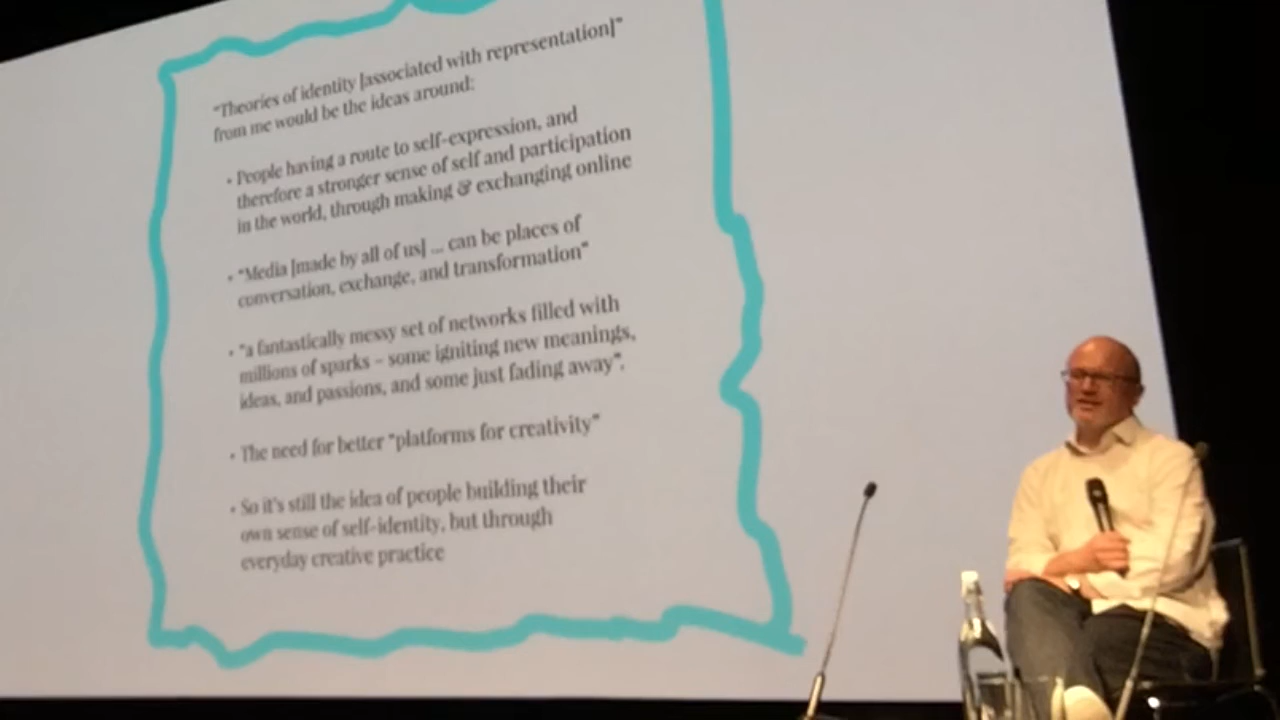 “Theories of identity [associated with representation]”
from me would be the ideas around:
• People having a route to self-expression, and
therefore a stronger sense of self and participation
in the world, through making & exchanging online
• “Media [made by all of us] ... can be places of
conversation, exchange, and transformation”
• “a fantastically messy set of networks filled with
millions of sparks – some igniting new meanings,
ideas, and passions, and some just fading away”.
• The need for better “platforms for creativity”
• So it’s still the idea of people building their
own sense of self-identity, but through
everyday creative practice